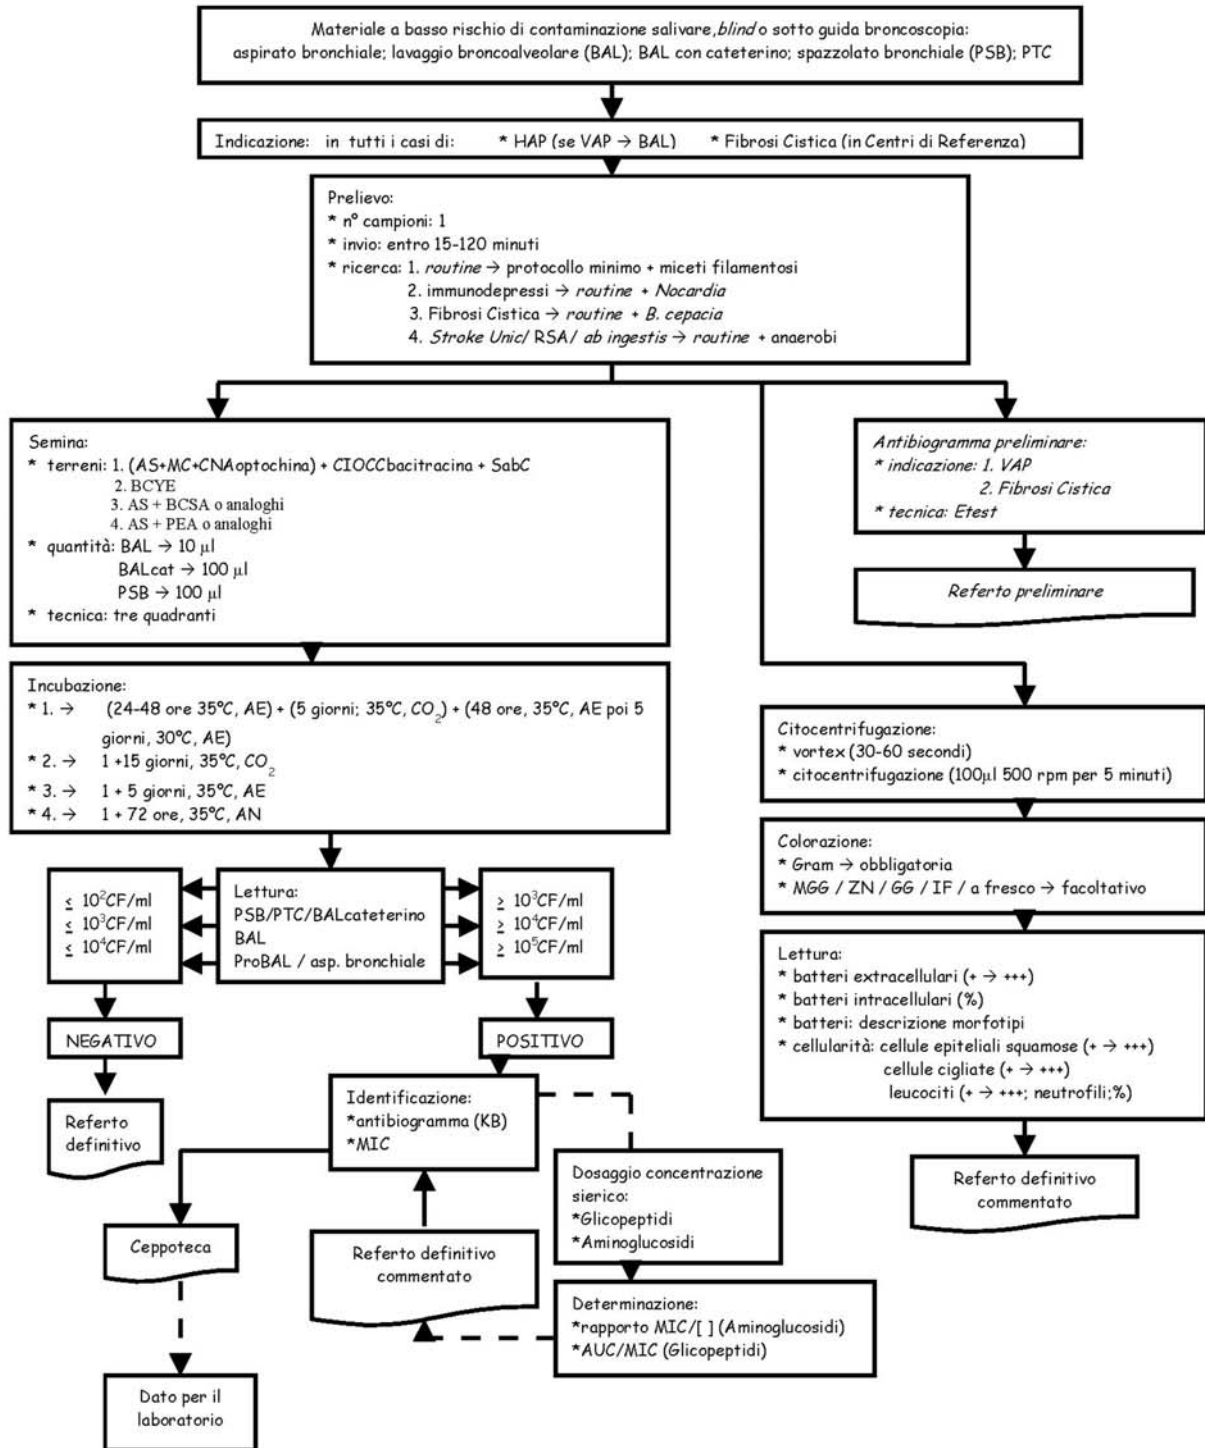 Materiale a basso rischio di contaminazione salivare, blind o sotto guida broncoscopia:
aspirato bronchiale; lavaggio broncoalveolare (BAL); BAL con cateterino; spazzolato bronchiale (PSB); PTC
Indicazione: in tutti i casi di: * HAP (se VAP → BAL) * Fibrosi Cistica (in Centri di Referenza)
Prelievo:
* n° campioni: 1
* invio: entro 15-120 minuti
* ricerca: 1. routine → protocollo minimo + miceti filamentosi
2. immunodepressi → routine + Nocardia
3. Fibrosi Cistica → routine + B. cepacia
4. Stroke Unic/ RSA/ ab ingestis → routine + anaerobi
Semina:
* terreni: 1. (AS+MC+CNAoptochina) + CIOCCbacitracina + SabC
2. BCYE
3. AS + BCSA o analoghi
4. AS + PEA o analoghi
* quantità: BAL → 10 µl
BALcat → 100 µl
PSB → 100 µl
* tecnica: tre quadranti
Antibiogramma preliminare:
* indicazione: 1. VAP
2. Fibrosi Cistica
* tecnica: Etest
Referto preliminare
Incubazione:
* 1. → (24-48 ore 35°C, AE) + (5 giorni; 35°C, CO₂) + (48 ore, 35°C, AE poi 5
giorni, 30°C, AE)
* 2. → 1 +15 giorni, 35°C, CO₂
* 3. → 1 + 5 giorni, 35°C, AE
* 4. → 1 + 72 ore, 35°C, AN
Citocentrifugazione:
* vortex (30-60 secondi)
* citocentrifugazione (100µl 500 rpm per 5 minuti)
Colorazione:
* Gram → obbligatoria
* MGG / ZN / GG / IF / a fresco → facoltativo
≤ 10²CF/ml
≤ 10³CF/ml
≤ 10⁴CF/ml
Lettura:
PSB/PTC/BALcateterino
BAL
ProBAL / asp. bronchiale
≥ 10³CF/ml
≥ 10⁴CF/ml
≥ 10⁵CF/ml
Lettura:
* batteri extracellulari (+ → +++)
* batteri intracellulari (%)
* batteri: descrizione morfotipi
* cellularità: cellule epiteliali squamose (+ → +++)
cellule cigliate (+ → +++)
leucociti (+ → +++; neutrofili;%)
NEGATIVO
POSITIVO
Referto
definitivo
Identificazione:
*antibiogramma (KB)
*MIC
Dosaggio concentrazione
sierico:
*Glicopeptidi
*Aminoglucosidi
Referto definitivo
commentato
Ceppoteca
Referto definitivo
commentato
Determinazione:
*rapporto MIC/[ ] (Aminoglucosidi)
*AUC/MIC (Glicopeptidi)
Dato per il
laboratorio